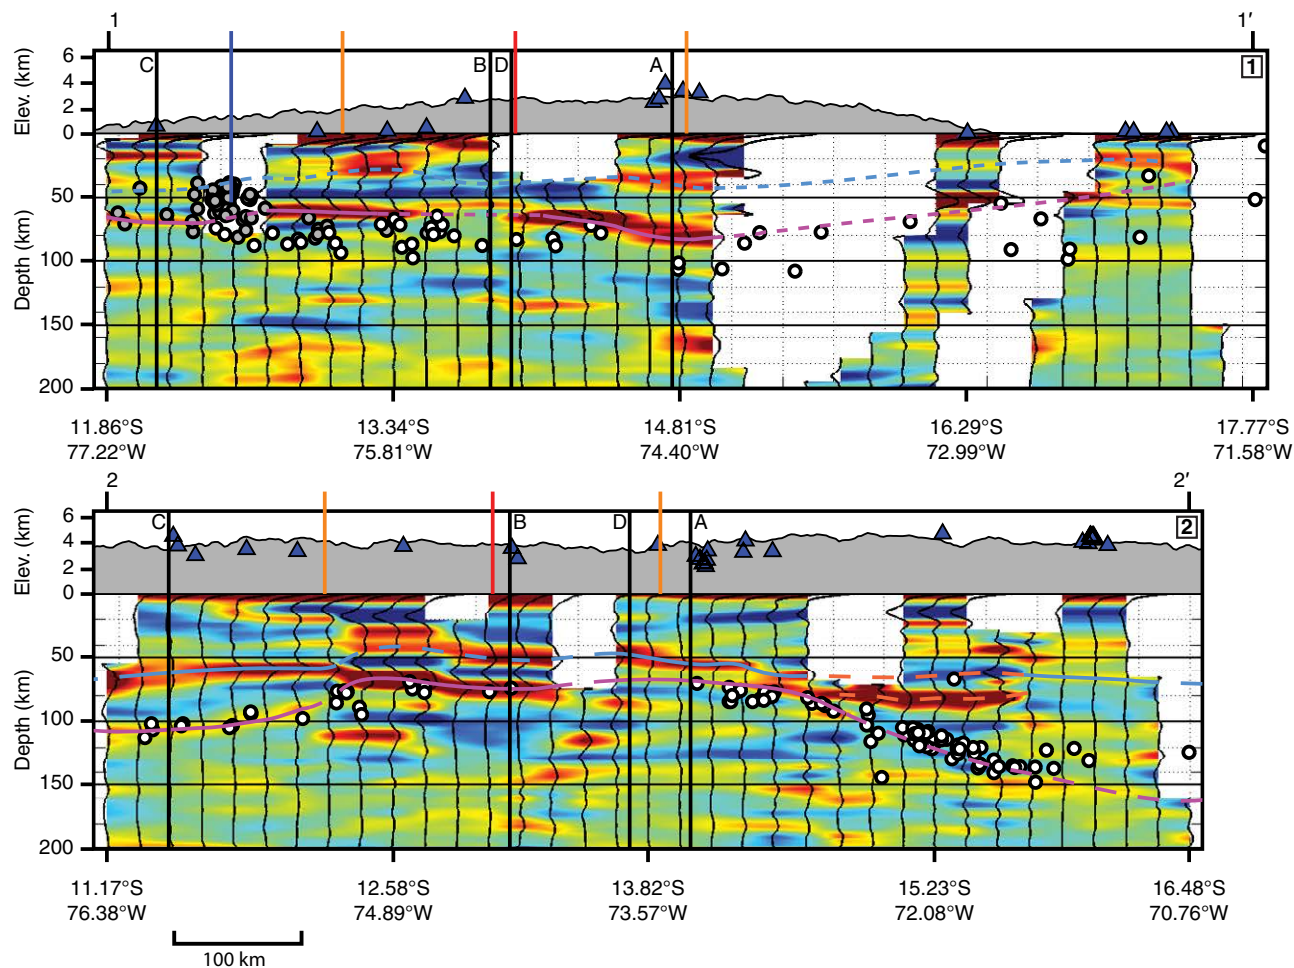 1 1′
C B D A 1
Elev. (km)
6
4
2
0
Depth (km)
50
100
150
200
11.86°S 13.34°S 14.81°S 16.29°S 17.77°S
77.22°W 75.81°W 74.40°W 72.99°W 71.58°W
2 2′
C B D A 2
Elev. (km)
6
4
2
0
Depth (km)
50
100
150
200
11.17°S 12.58°S 13.82°S 15.23°S 16.48°S
76.38°W 74.89°W 73.57°W 72.08°W 70.76°W
100 km